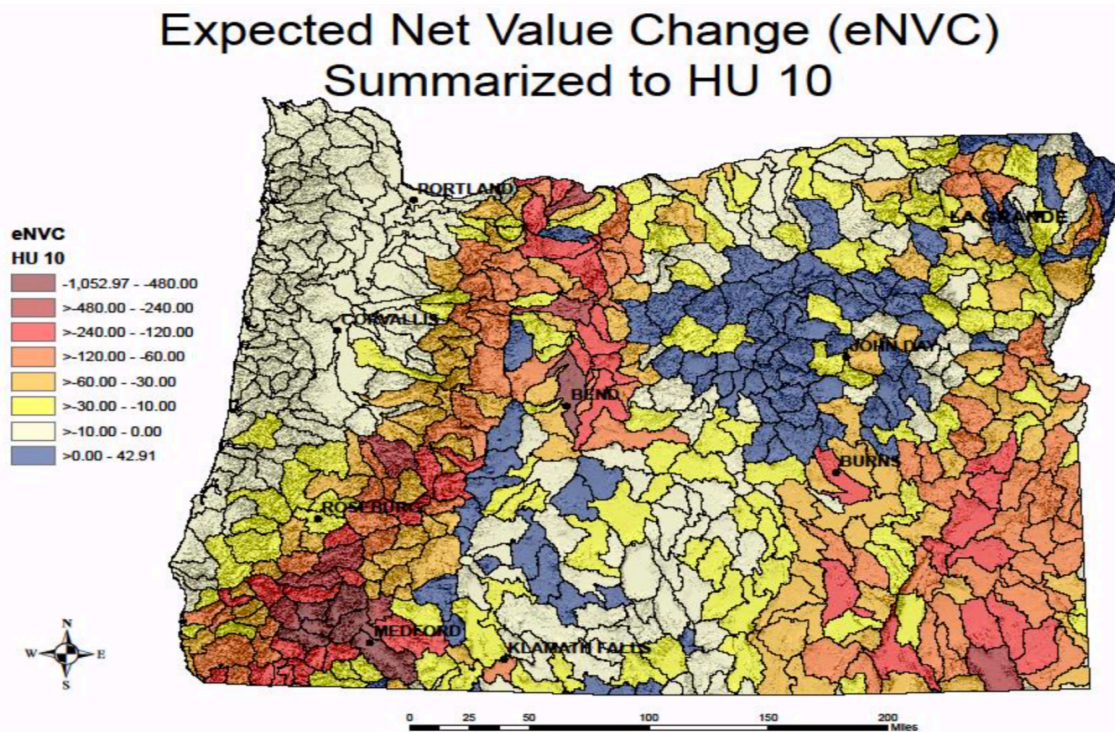 Expected Net Value Change (eNVC)
Summarized to HU 10
PORTLAND
LA GRANDE
eNVC
HU 10
-1,052.97 - -480.00
>-480.00 - -240.00
>-240.00 - -120.00
>-120.00 - -60.00
>-60.00 - -30.00
>-30.00 - -10.00
>-10.00 - 0.00
>0.00 - 42.91
CORVALLIS
JOHN DAY
BEND
BURNS
ROSEBURG
MEDFORD
KLAMATH FALLS
N
W E
S
0 25 50 100 150 200
Miles